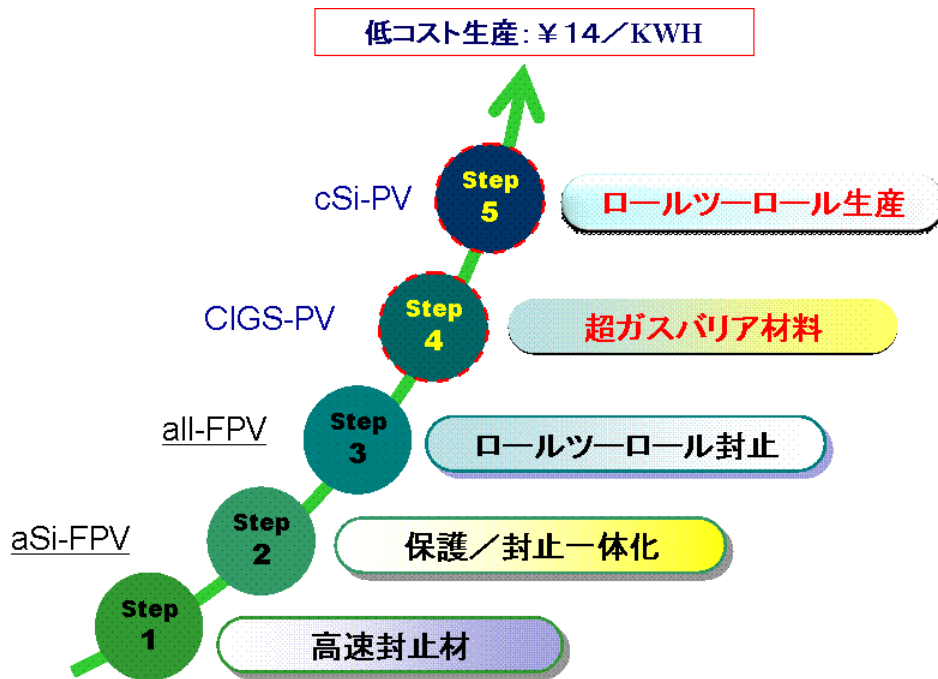 低コスト生産:¥14/KWH
cSi-PV
Step
5
ロールツーロール生産
CIGS-PV
Step
4
超ガスバリア材料
all-FPV
Step
3
ロールツーロール封止
aSi-FPV
Step
2
保護/封止一体化
Step
1
高速封止材